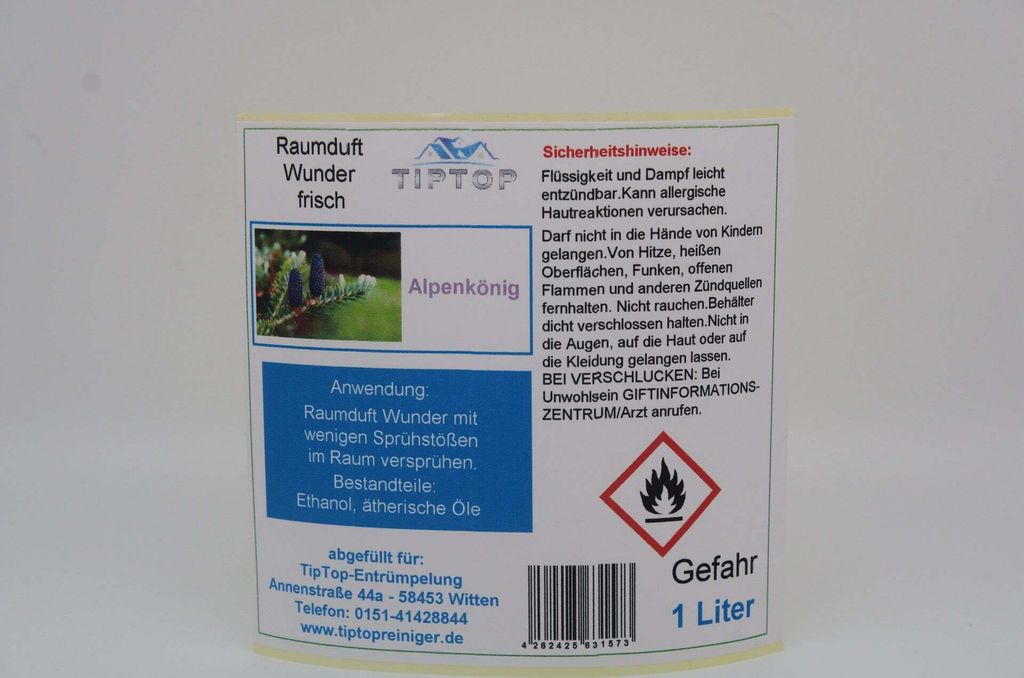 Raumduft
Wunder
frisch
TIPTOP
Alpenkönig
Anwendung:
Raumduft Wunder mit
wenigen Sprühstößen
im Raum versprühen.
Bestandteile:
Ethanol, ätherische Öle
abgefüllt für:
TipTop-Entrümpelung
Annenstraße 44a - 58453 Witten
Telefon: 0151-41428844
www.tiptopreiniger.de
Sicherheitshinweise:
Flüssigkeit und Dampf leicht
entzündbar.Kann allergische
Hautreaktionen verursachen.
Darf nicht in die Hände von Kindern
gelangen.Von Hitze, heißen
Oberflächen, Funken, offenen
Flammen und anderen Zündquellen
fernhalten. Nicht rauchen.Behälter
dicht verschlossen halten.Nicht in
die Augen, auf die Haut oder auf
die Kleidung gelangen lassen.
BEI VERSCHLUCKEN: Bei
Unwohlsein GIFTINFORMATIONS-
ZENTRUM/Arzt anrufen.
Gefahr
1 Liter
4 262425 631573